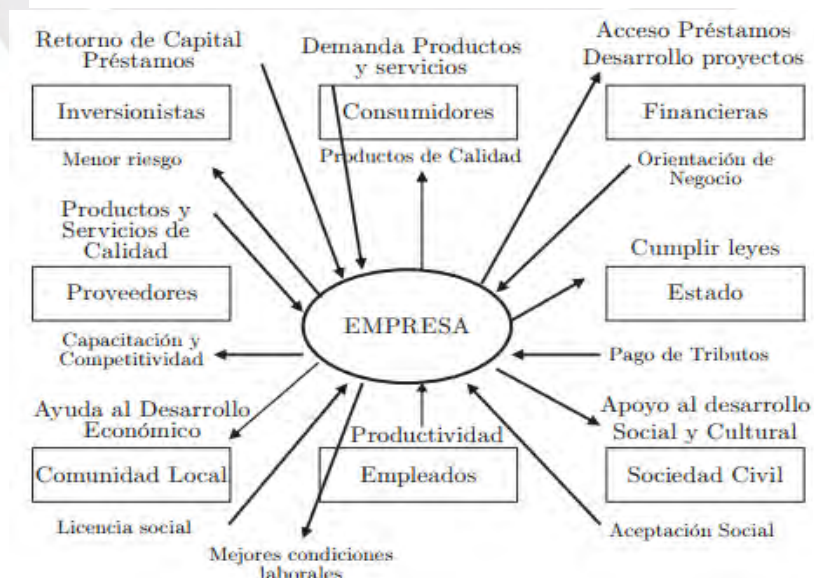 Retorno de Capital
Préstamos
Inversionistas
Menor riesgo
Demanda Productos
y servicios
Consumidores
Productos de Calidad
Acceso Préstamos
Desarrollo proyectos
Financieras
Orientación de
Negocio
Productos y
Servicios de
Calidad
Proveedores
Capacitación y
Competitividad
EMPRESA
Cumplir leyes
Estado
Pago de Tributos
Ayuda al Desarrollo
Económico
Comunidad Local
Licencia social
Productividad
Empleados
Mejores condiciones
laborales
Apoyo al desarrollo
Social y Cultural
Sociedad Civil
Aceptación Social